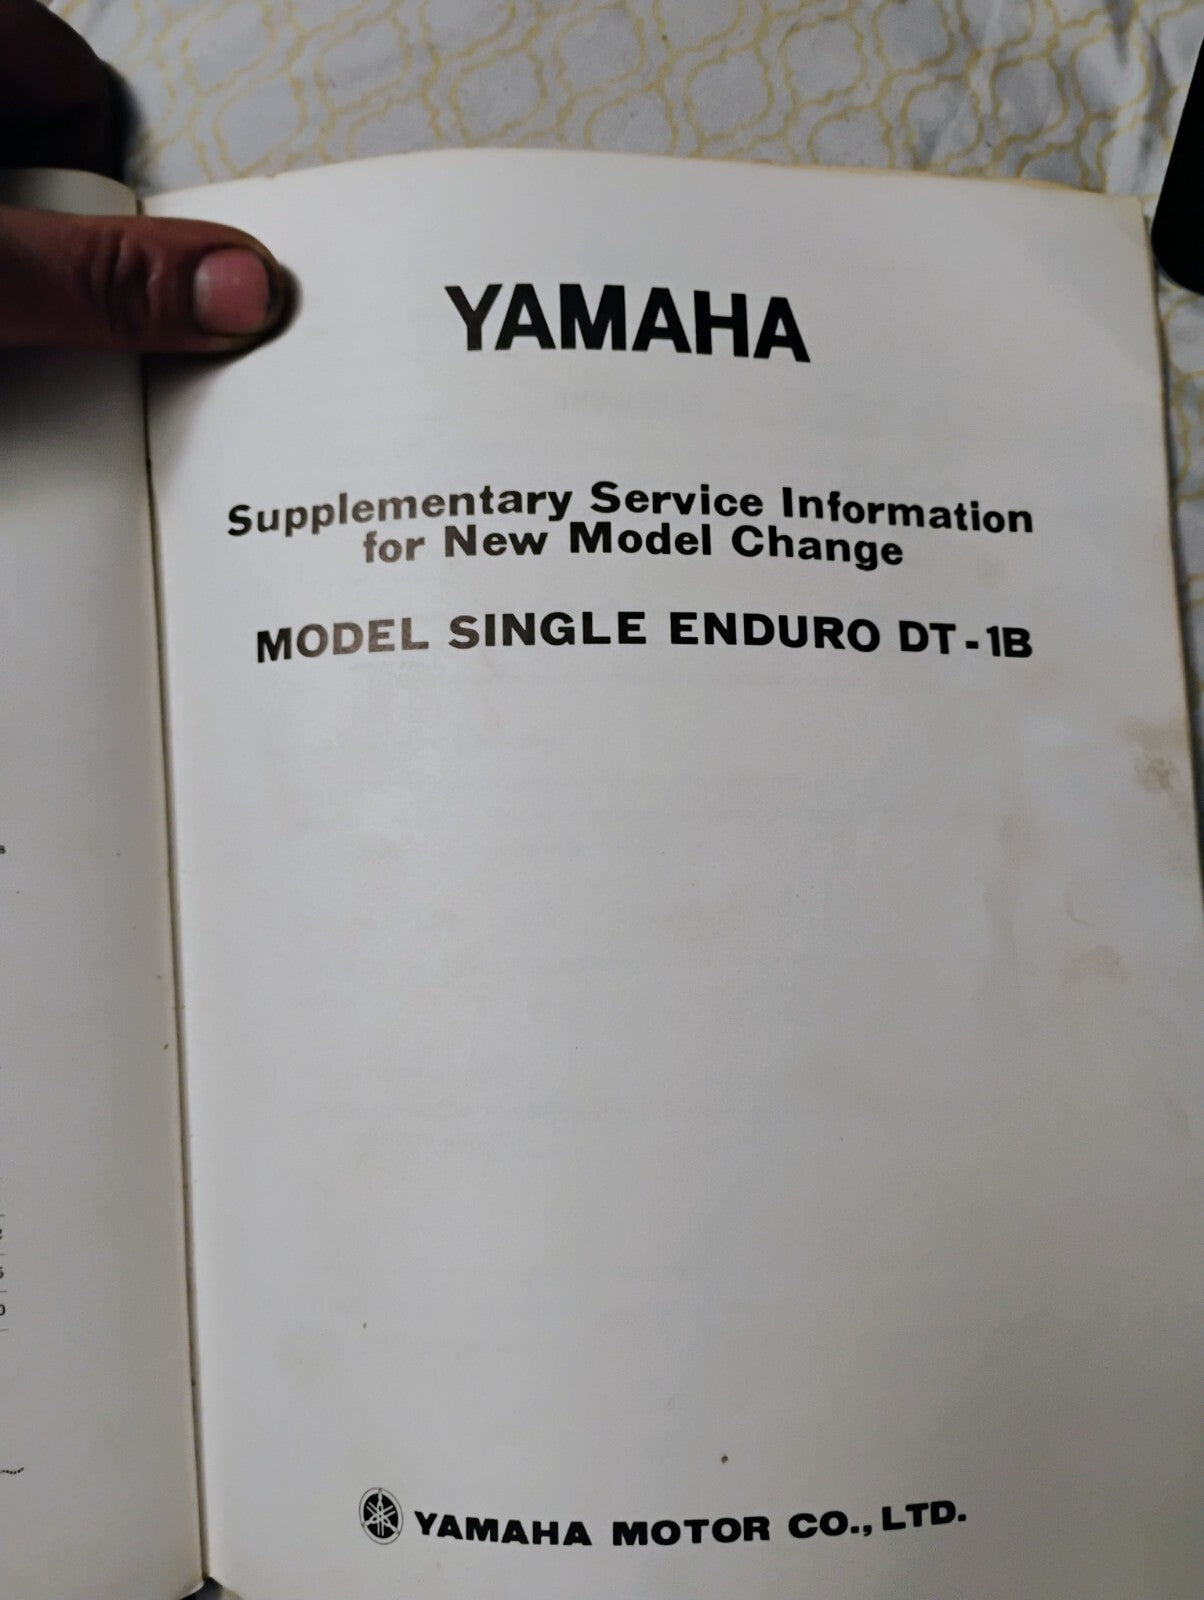 YAMAHA
Supplementary Service Information
for New Model Change
MODEL SINGLE ENDURO DT-1B
YAMAHA MOTOR CO., LTD.